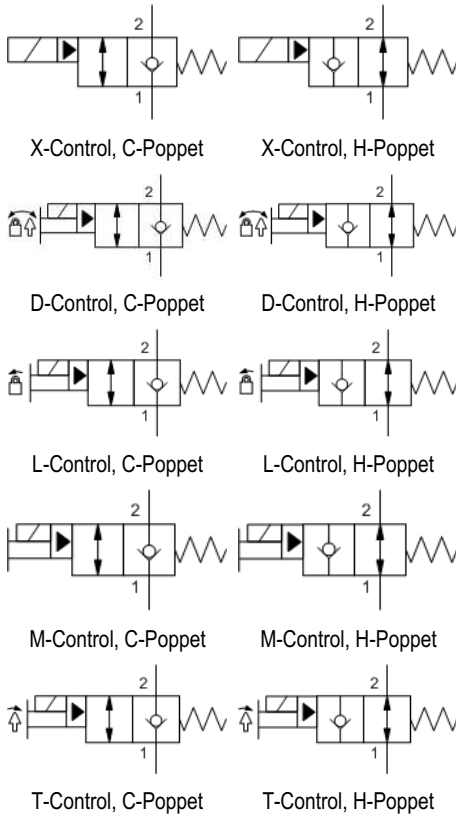 2 2
1 1
X-Control, C-Poppet X-Control, H-Poppet
2 2
1 1
D-Control, C-Poppet D-Control, H-Poppet
2 2
1 1
L-Control, C-Poppet L-Control, H-Poppet
2 2
1 1
M-Control, C-Poppet M-Control, H-Poppet
2 2
1 1
T-Control, C-Poppet T-Control, H-Poppet